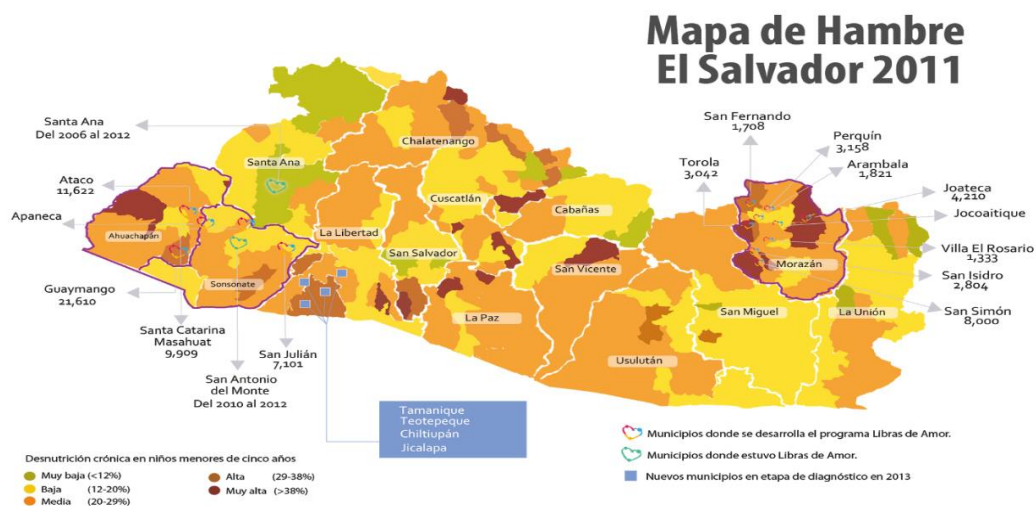 Mapa de Hambre
El Salvador 2011
Santa Ana
Del 2006 al 2012
Ataco
11,622
Apaneca
Guaymango
21,610
Santa Catarina
Masahuat
9,909
San Antonio
del Monte
Del 2010 al 2012
San Julián
7,101
Santa Ana
Chalatenango
Ahuachapán
Sonsonate
La Libertad
Cuscatlán
San Salvador
Cabañas
San Vicente
La Paz
Usulután
San Miguel
Morazán
La Unión
San Fernando
1,708
Perquín
3,158
Torola
3,042
Arambala
1,821
Joateca
4,210
Jocoaitique
Villa El Rosario
1,333
San Isidro
2,804
San Simón
8,000
Tamanique
Teotepeque
Chiltiupán
Jicalapa
Desnutrición crónica en niños menores de cinco años
Muy baja (<12%)
Baja (12-20%)
Media (20-29%)
Alta (29-38%)
Muy alta (>38%)
Municipios donde se desarrolla el programa Libras de Amor.
Municipios donde estuvo Libras de Amor.
Nuevos municipios en etapa de diagnóstico en 2013